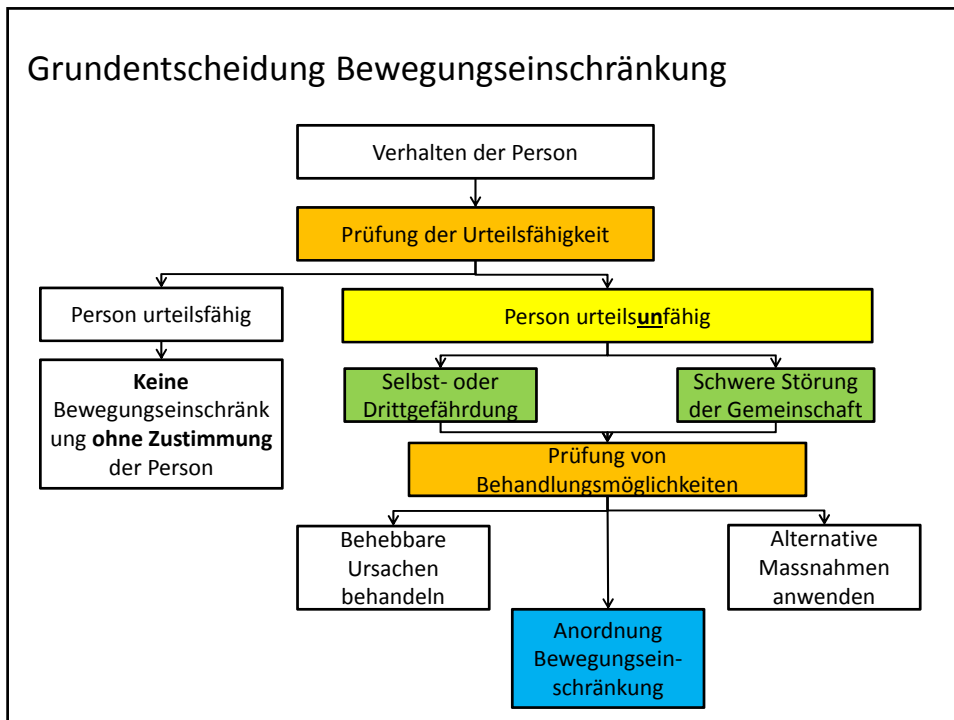 Grundentscheidung Bewegungseinschränkung
Verhalten der Person
Prüfung der Urteilsfähigkeit
Person urteilsfähig
Person urteilsunfähig
Keine
Bewegungseinschränk
ung ohne Zustimmung
der Person
Selbst- oder
Drittgefährdung
Schwere Störung
der Gemeinschaft
Prüfung von
Behandlungsmöglichkeiten
Behebbare
Ursachen
behandeln
Alternative
Massnahmen
anwenden
Anordnung
Bewegungsein-
schränkung